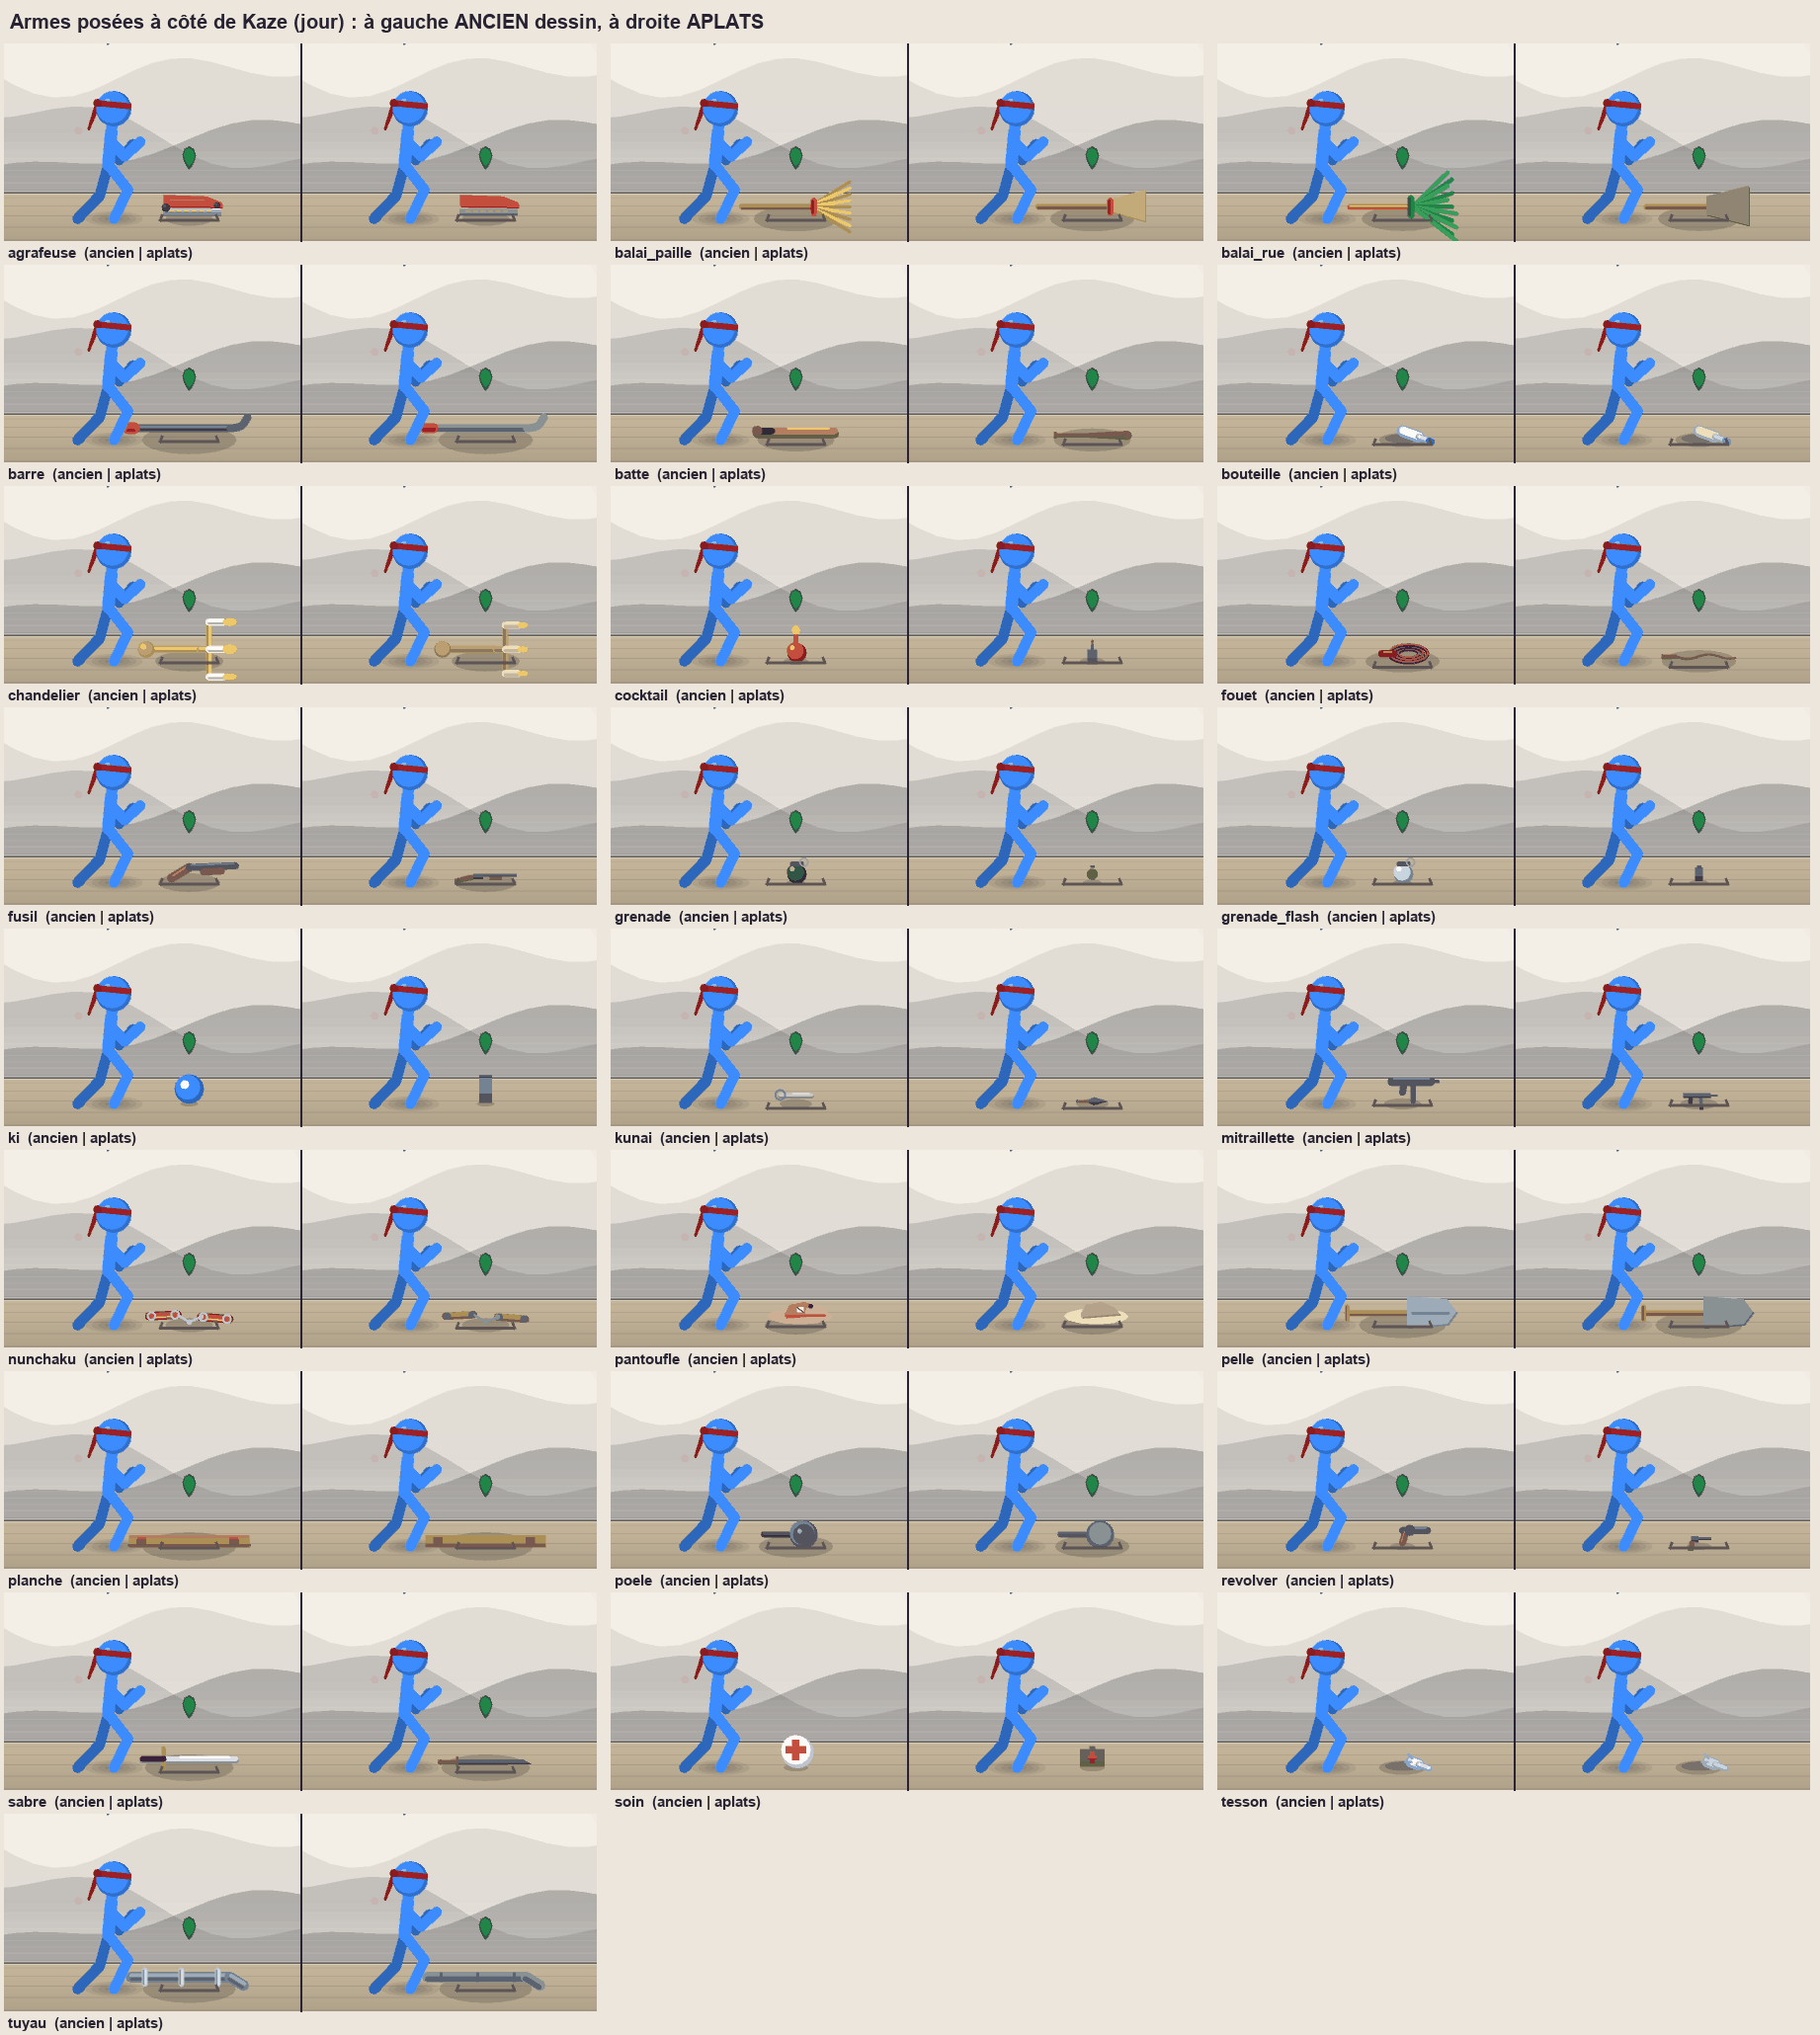 Armes posées à côté de Kaze (jour) : à gauche ANCIEN dessin, à droite APLATS
agrafeuse (ancien | aplats)
balai_paille (ancien | aplats)
balai_rue (ancien | aplats)
barre (ancien | aplats)
batte (ancien | aplats)
bouteille (ancien | aplats)
chandelier (ancien | aplats)
cocktail (ancien | aplats)
fouet (ancien | aplats)
fusil (ancien | aplats)
grenade (ancien | aplats)
grenade_flash (ancien | aplats)
ki (ancien | aplats)
kunai (ancien | aplats)
mitraillette (ancien | aplats)
nunchaku (ancien | aplats)
pantoufle (ancien | aplats)
pelle (ancien | aplats)
planche (ancien | aplats)
poele (ancien | aplats)
revolver (ancien | aplats)
sabre (ancien | aplats)
soin (ancien | aplats)
tesson (ancien | aplats)
tuyau (ancien | aplats)